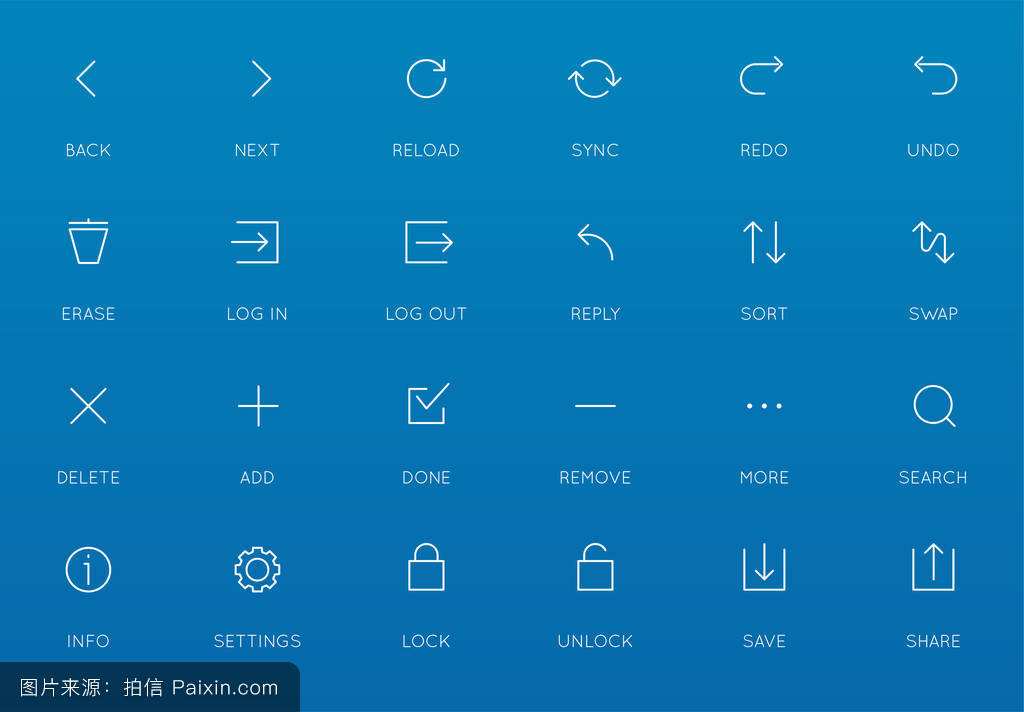 BACK NEXT RELOAD SYNC REDO UNDO
ERASE LOG IN LOG OUT REPLY SORT SWAP
DELETE ADD DONE REMOVE MORE SEARCH
INFO SETTINGS LOCK UNLOCK SAVE SHARE
图片来源：拍信 Paixin.com